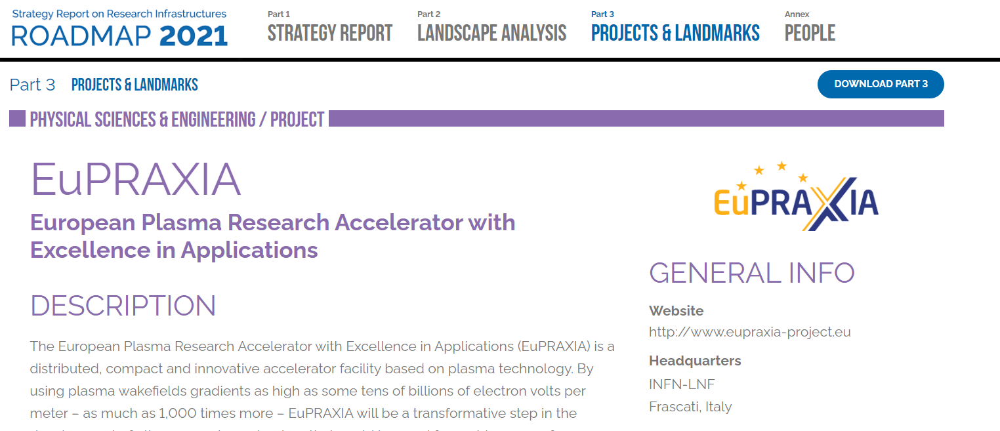 Strategy Report on Research Infrastructures
ROADMAP 2021
Part 1
STRATEGY REPORT
Part 2
LANDSCAPE ANALYSIS
Part 3
PROJECTS & LANDMARKS
Annex
PEOPLE
Part 3 PROJECTS & LANDMARKS
DOWNLOAD PART 3
PHYSICAL SCIENCES & ENGINEERING / PROJECT
EuPRAXIA
European Plasma Research Accelerator with
Excellence in Applications
DESCRIPTION
The European Plasma Research Accelerator with Excellence in Applications (EuPRAXIA) is a
distributed, compact and innovative accelerator facility based on plasma technology. By
using plasma wakefields gradients as high as some tens of billions of electron volts per
meter – as much as 1,000 times more – EuPRAXIA will be a transformative step in the
EuPRAXIA
GENERAL INFO
Website
http://www.eupraxia-project.eu
Headquarters
INFN-LNF
Frascati, Italy